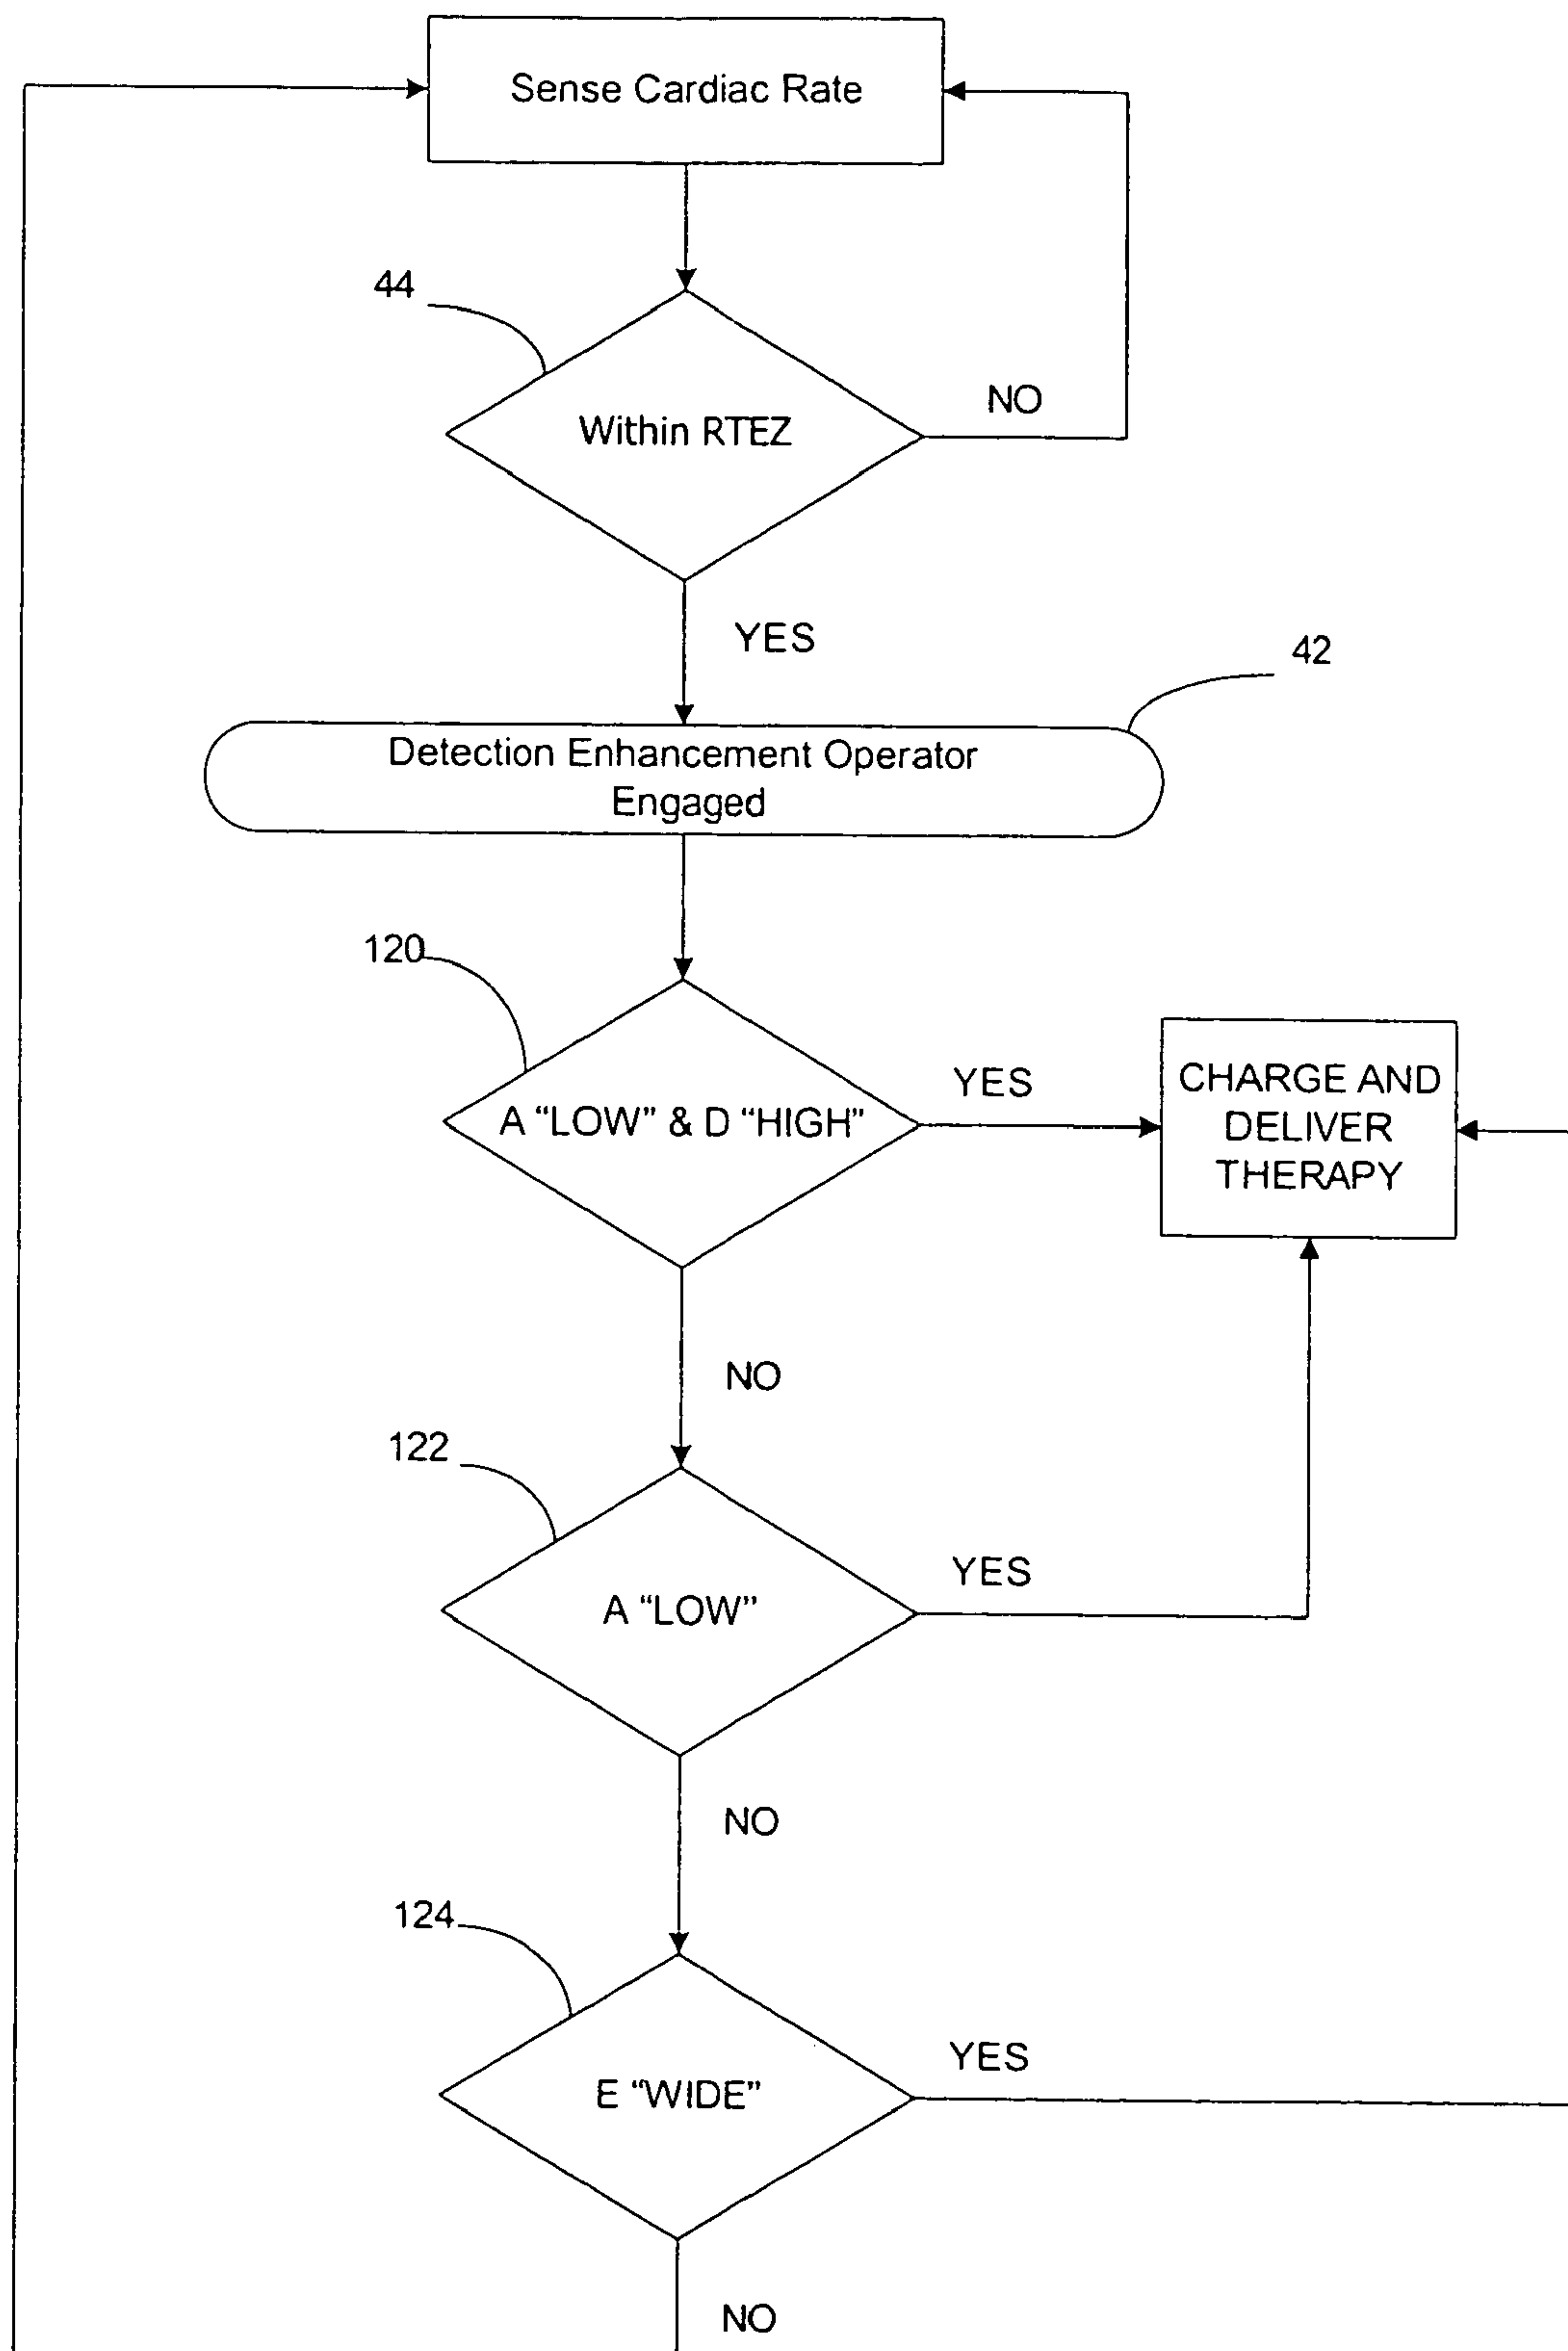 Sense Cardiac Rate
44
Within RTEZ
NO
YES
42
Detection Enhancement Operator
Engaged
120
A “LOW” & D “HIGH”
YES
CHARGE AND
DELIVER
THERAPY
NO
122
A “LOW”
YES
NO
124
E “WIDE”
YES
NO